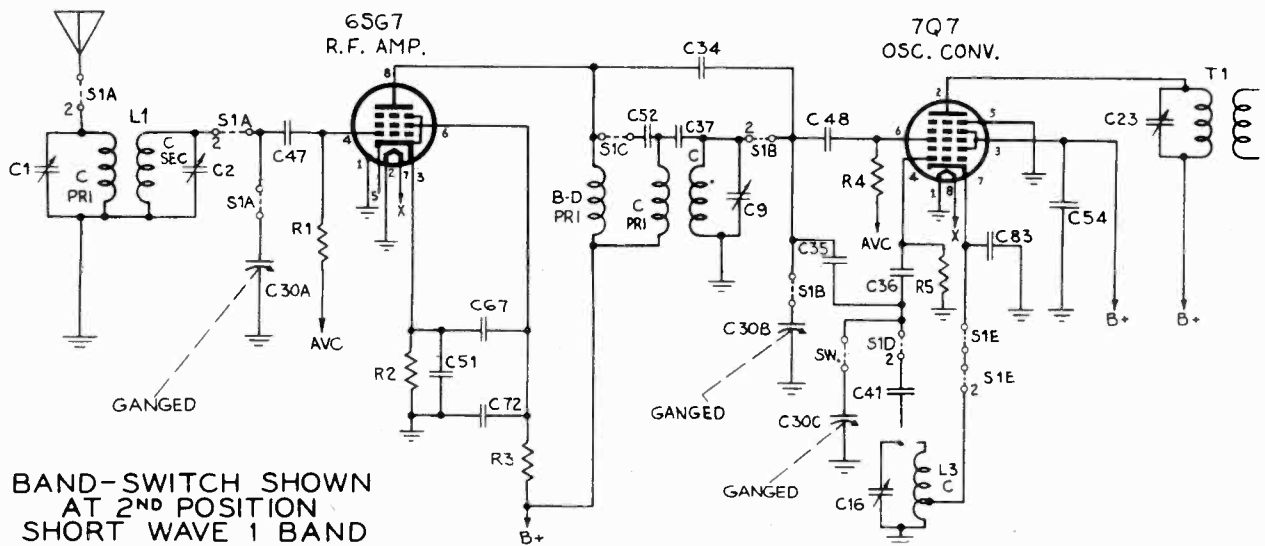 6SG7
R.F. AMP.
7Q7
OSC. CONV.
C34
T1
8
2
S1A
2
L1
S1A
2
C
SEC
C2
C47
4
6
C52
C37
2
S1B
C48
6
5
3
C23
S1C
C1
C
PRI
S1A
1
5
2
7
3
X
B-D
PRI
C
PRI
C
C9
R4
4
1
8
7
X
C54
R1
C30A
AVC
AVC
C35
C36
R5
C83
C67
S1B
C30B
B+
B+
R2
C51
SW.
S1D
2
S1E
S1E
2
GANGED
C72
GANGED
C30C
C41
R3
GANGED
C16
L3
C
BAND-SWITCH SHOWN
AT 2ND POSITION
SHORT WAVE 1 BAND
B+